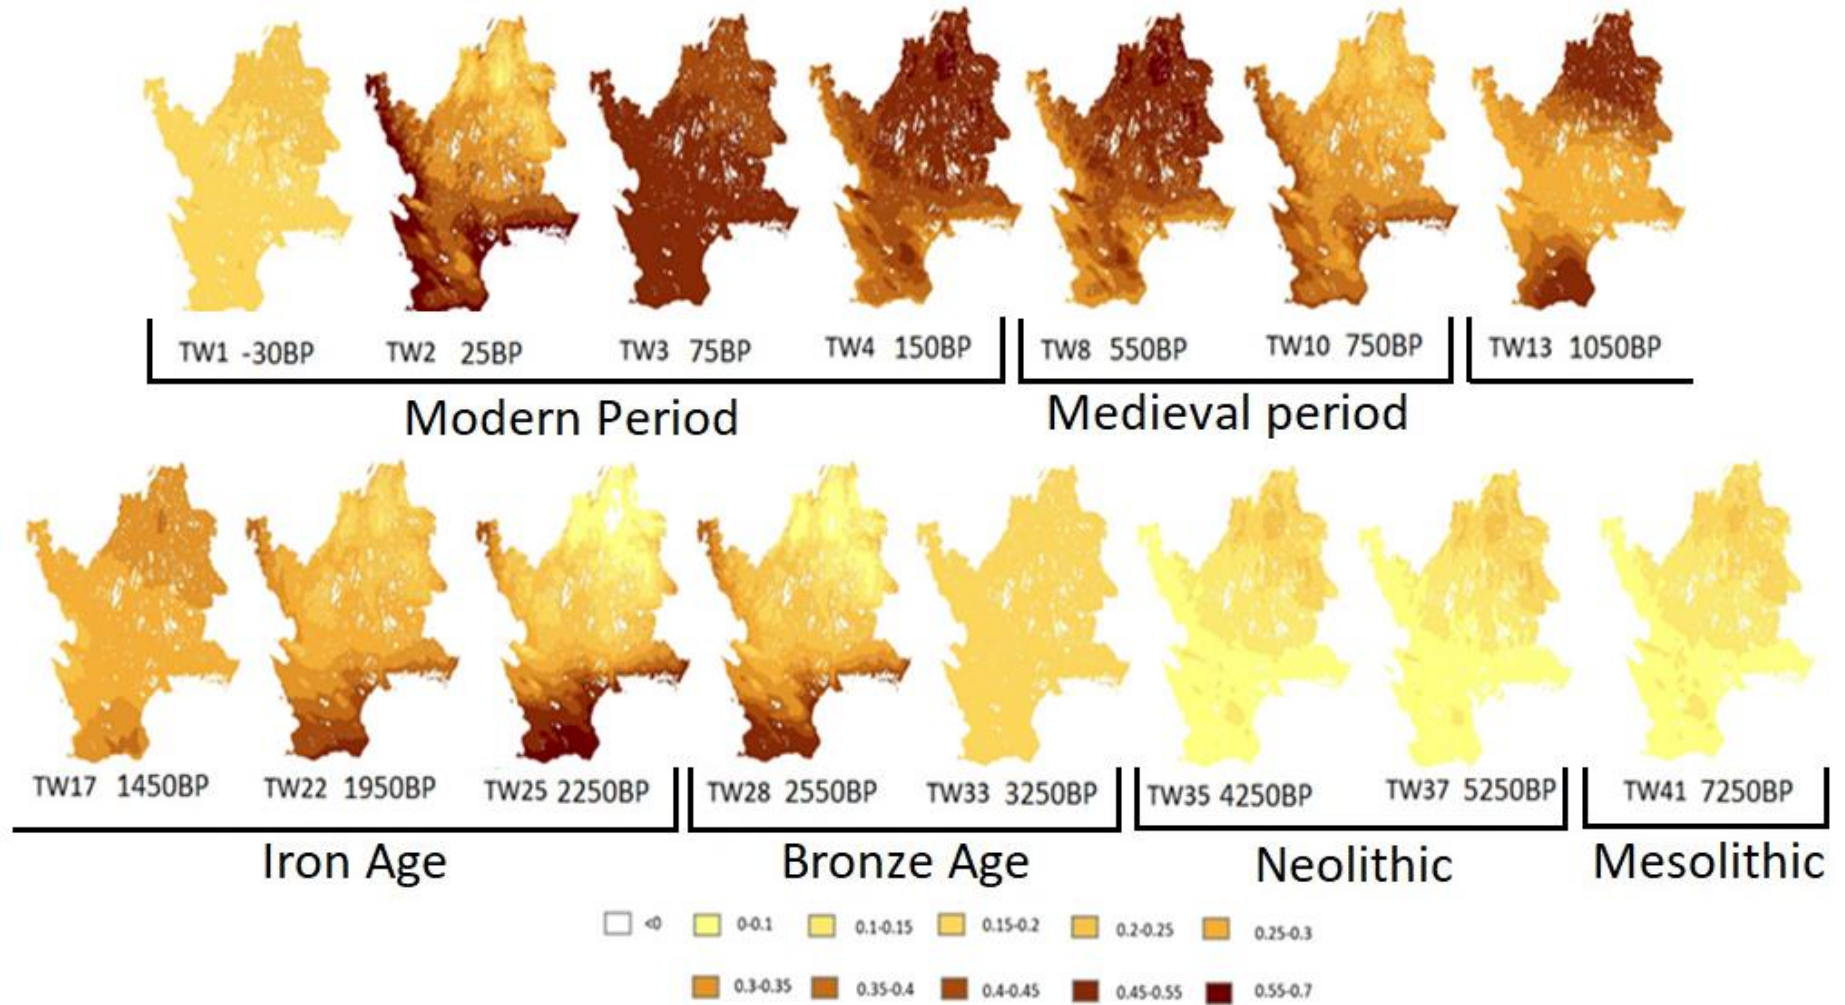 TW1 -30BP TW2 25BP TW3 75BP TW4 150BP TW8 550BP TW10 750BP TW13 1050BP
Modern Period Medieval period
TW17 1450BP TW22 1950BP TW25 2250BP TW28 2550BP TW33 3250BP TW35 4250BP TW37 5250BP TW41 7250BP
Iron Age Bronze Age Neolithic Mesolithic
<0 0-0.1 0.1-0.15 0.15-0.2 0.2-0.25 0.25-0.3
0.3-0.35 0.35-0.4 0.4-0.45 0.45-0.55 0.55-0.7